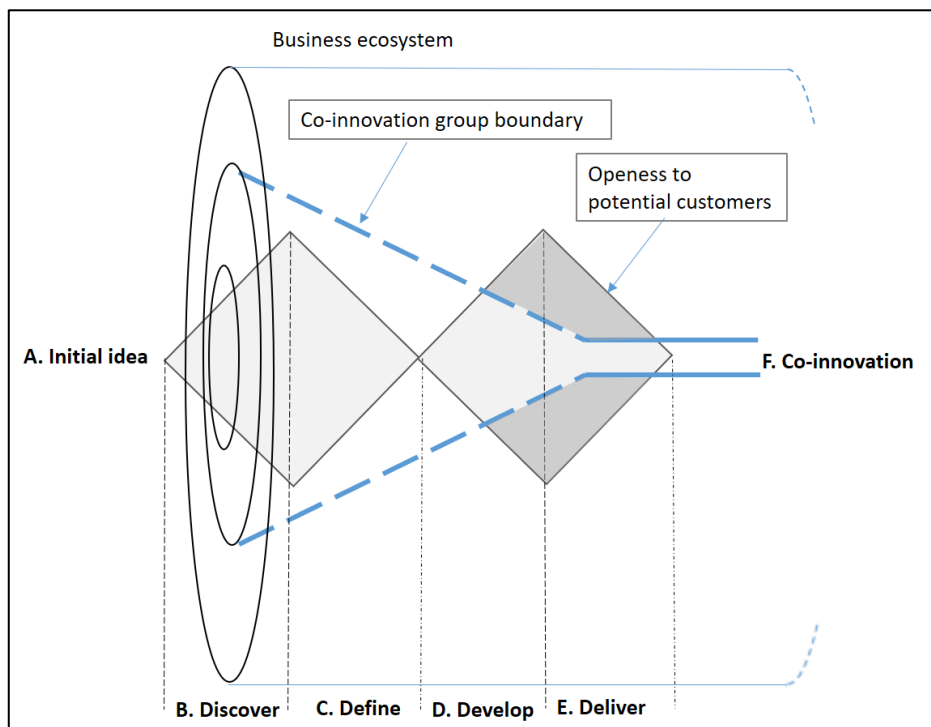 Business ecosystem
Co-innovation group boundary
Openess to
potential customers
A. Initial idea
F. Co-innovation
B. Discover
C. Define
D. Develop
E. Deliver